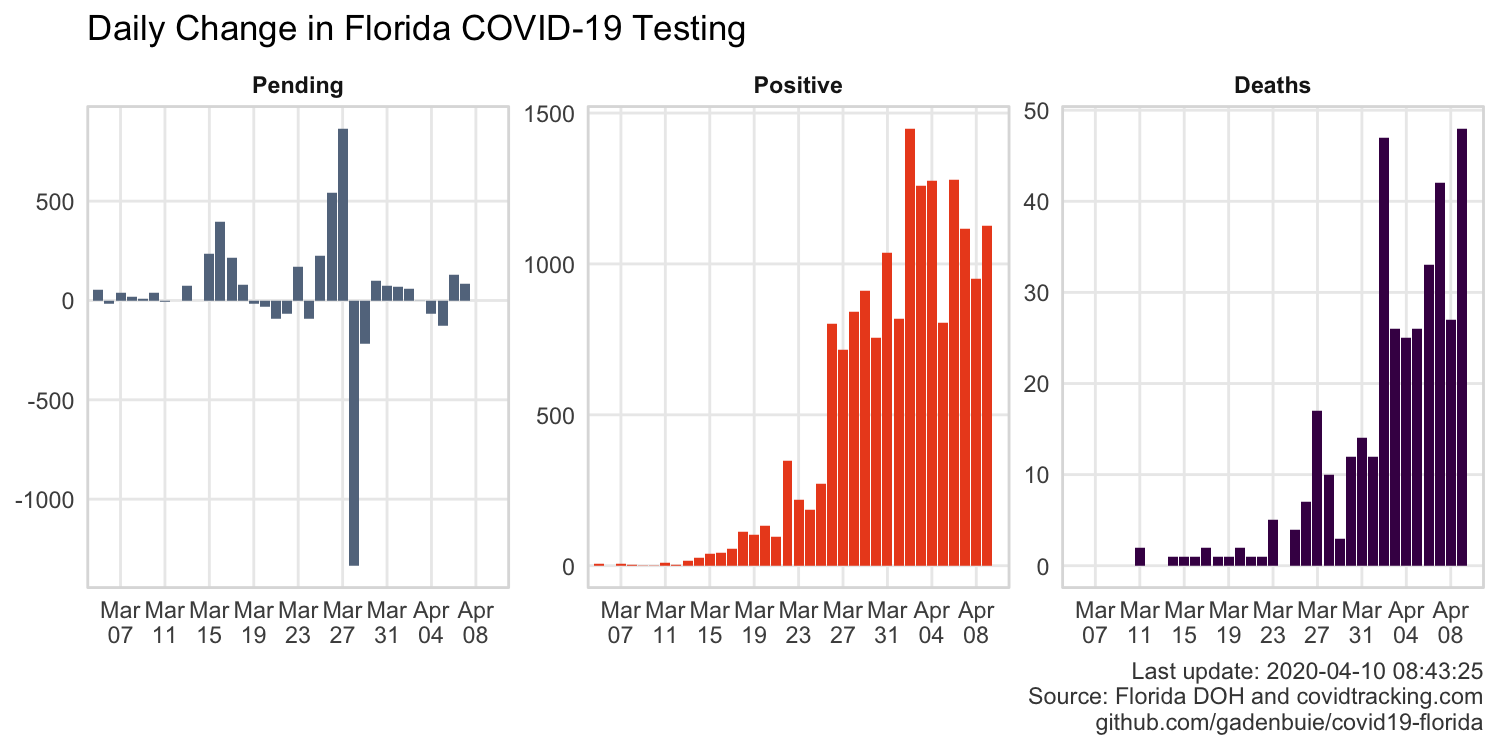 Daily Change in Florida COVID-19 Testing
Pending
500
0
-500
-1000
Mar Mar Mar Mar Mar Mar Mar Apr Apr
07 11 15 19 23 27 31 04 08
Positive
1500
1000
500
0
Mar Mar Mar Mar Mar Mar Mar Apr Apr
07 11 15 19 23 27 31 04 08
Deaths
50
40
30
20
10
0
Mar Mar Mar Mar Mar Mar Mar Apr Apr
07 11 15 19 23 27 31 04 08
Last update: 2020-04-10 08:43:25
Source: Florida DOH and covidtracking.com
github.com/gadenbuie/covid19-florida